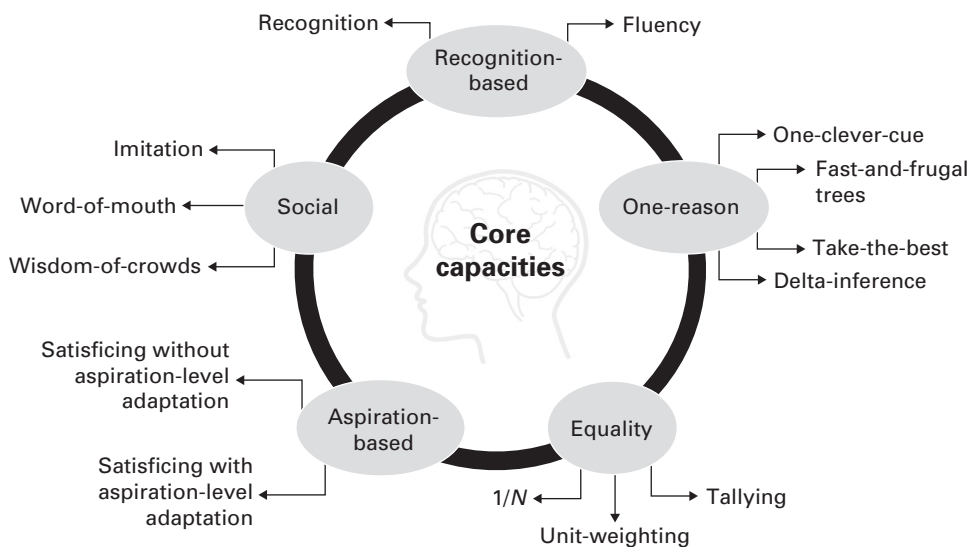 Recognition
Fluency
Recognition-
based
Imitation
Word-of-mouth
Wisdom-of-crowds
Social
Core
capacities
One-reason
One-clever-cue
Fast-and-frugal
trees
Take-the-best
Delta-inference
Satisficing without
aspiration-level
adaptation
Satisficing with
aspiration-level
adaptation
Aspiration-
based
Equality
1/N
Unit-weighting
Tallying